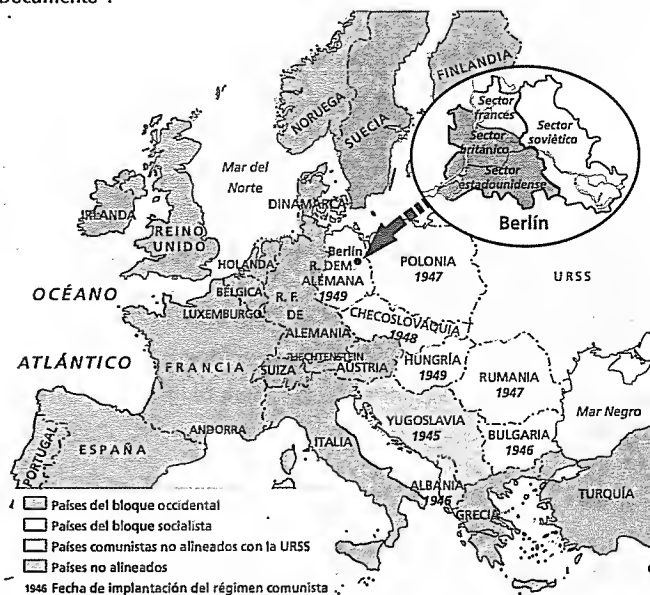 Documento
FINLANDIA
NORUEGA
SUECIA
Sector
francés
Sector
británico
Sector
soviético
Sector
estadounidense
Berlín
Mar del
Norte
DINAMARCA
IRLANDA
REINO
UNIDO
HOLANDA
BÉLGICA
LUXEMBURGO
Berlín
R. DEM.
ALEMANA
1949
POLONIA
1947
URSS
R. F.
DE
ALEMANIA
CHECOSLOVAQUIA
1948
OCÉANO
ATLÁNTICO
FRANCIA
LIECHTENSTEIN
SUIZA
AUSTRIA
HUNGRÍA
1949
RUMANIA
1947
Mar Negro
YUGOSLAVIA
1945
BULGARIA
1946
ANDORRA
ITALIA
PORTUGAL
ESPAÑA
ALBANIA
1946
GRECIA
TURQUÍA
Países del bloque occidental
Países del bloque socialista
Países comunistas no alineados con la URSS
Países no alineados
1946 Fecha de implantación del régimen comunista